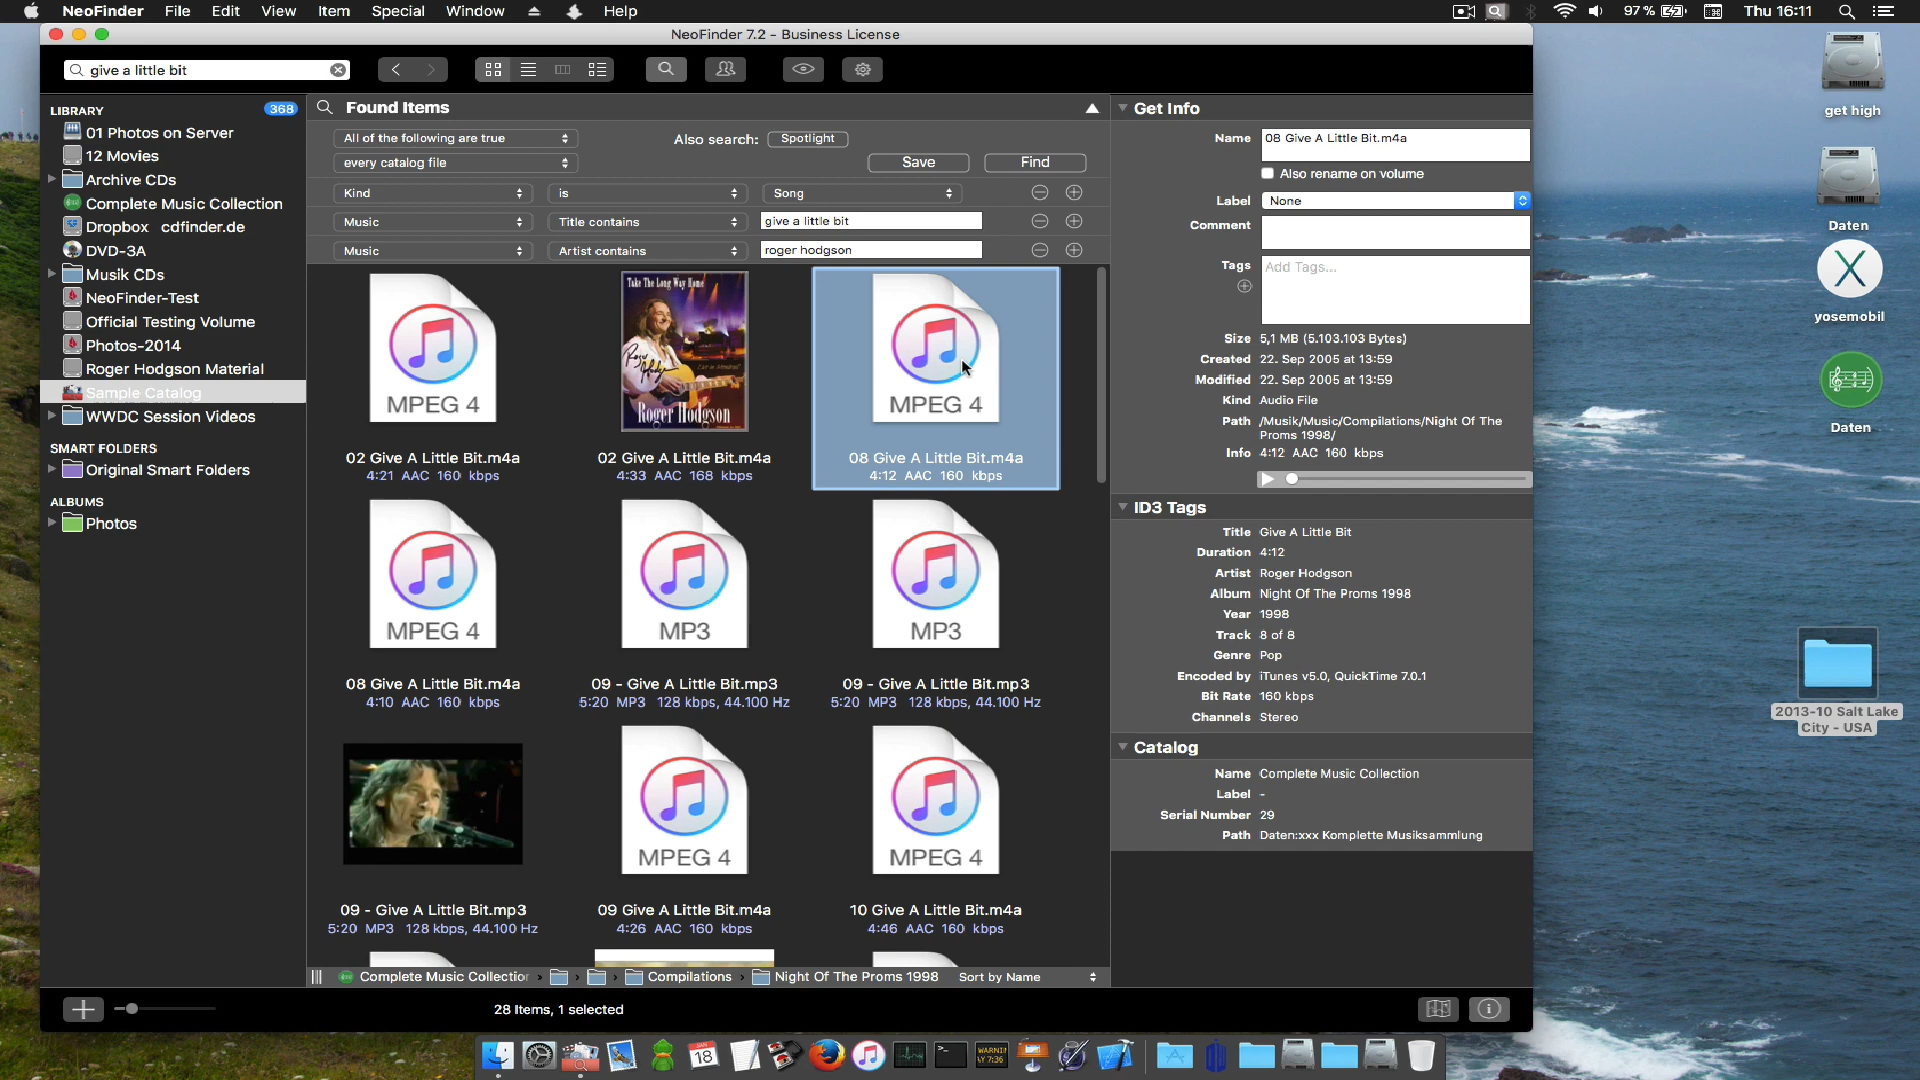 NeoFinder File Edit View Item Special Window Help
97 % Thu 16:11
NeoFinder 7.2 – Business License
give a little bit
LIBRARY 368
01 Photos on Server
12 Movies
Archive CDs
Complete Music Collection
Dropbox cdfinder.de
DVD-3A
Musik CDs
NeoFinder-Test
Official Testing Volume
Photos-2014
Roger Hodgson Material
Sample Catalog
WWDC Session Videos
SMART FOLDERS
Original Smart Folders
ALBUMS
Photos
Found Items
All of the following are true
Also search: Spotlight
every catalog file
Save Find
Kind is Song
Music Title contains give a little bit
Music Artist contains roger hodgson
MPEG 4
Take The Long Way Home
Roger Hodgson
MPEG 4
02 Give A Little Bit.m4a
4:21 AAC 160 kbps
02 Give A Little Bit.m4a
4:33 AAC 168 kbps
08 Give A Little Bit.m4a
4:12 AAC 160 kbps
MPEG 4
MP3
MP3
08 Give A Little Bit.m4a
4:10 AAC 160 kbps
09 - Give A Little Bit.mp3
5:20 MP3 128 kbps, 44.100 Hz
09 - Give A Little Bit.mp3
5:20 MP3 128 kbps, 44.100 Hz
MPEG 4
MPEG 4
09 - Give A Little Bit.mp3
5:20 MP3 128 kbps, 44.100 Hz
09 Give A Little Bit.m4a
4:26 AAC 160 kbps
10 Give A Little Bit.m4a
4:46 AAC 160 kbps
Complete Music Collection › › › Compilations › Night Of The Proms 1998 Sort by Name
28 Items, 1 selected
Get Info
Name 08 Give A Little Bit.m4a
Also rename on volume
Label None
Comment
Tags Add Tags...
Size 5,1 MB (5.103.103 Bytes)
Created 22. Sep 2005 at 13:59
Modified 22. Sep 2005 at 13:59
Kind Audio File
Path /Musik/Music/Compilations/Night Of The
Proms 1998/
Info 4:12 AAC 160 kbps
ID3 Tags
Title Give A Little Bit
Duration 4:12
Artist Roger Hodgson
Album Night Of The Proms 1998
Year 1998
Track 8 of 8
Genre Pop
Encoded by iTunes v5.0, QuickTime 7.0.1
Bit Rate 160 kbps
Channels Stereo
Catalog
Name Complete Music Collection
Label -
Serial Number 29
Path Daten:xxx Komplette Musiksammlung
get high
Daten
yosemobil
Daten
2013-10 Salt Lake
City - USA
JAN
18
WARNIN
Y 7:36